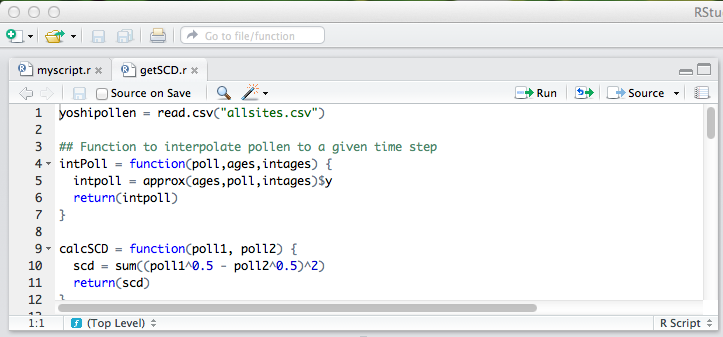 RStu
Go to file/function
myscript.r getSCD.r
Source on Save Run Source
1 yoshipollen = read.csv("allsites.csv")
2
3 ## Function to interpolate pollen to a given time step
4 intPoll = function(poll,ages,intages) {
5 intpoll = approx(ages,poll,intages)$y
6 return(intpoll)
7 }
8
9 calcSCD = function(poll1, poll2) {
10 scd = sum((poll1^0.5 - poll2^0.5)^2)
11 return(scd)
12 }
1:1 (Top Level) R Script